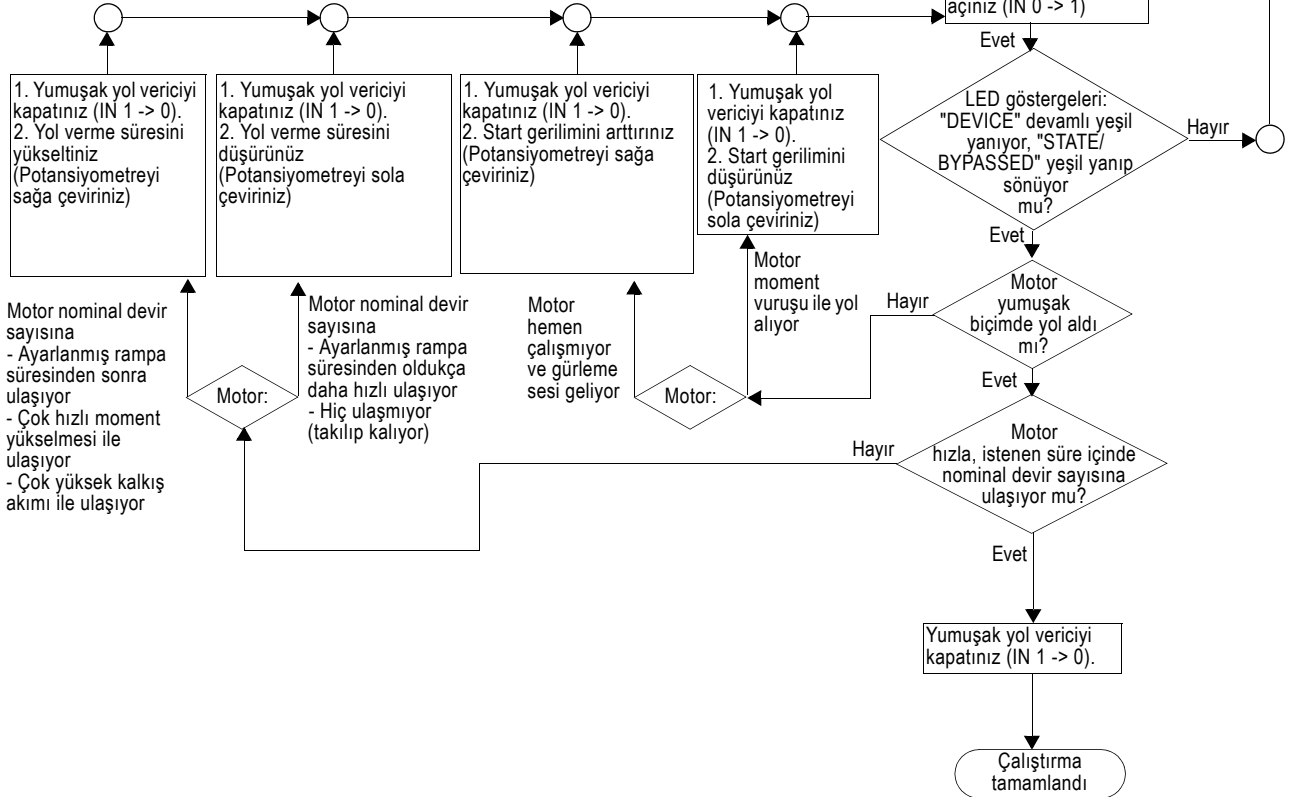 açınız (IN 0 -> 1)
Evet
1. Yumuşak yol vericiyi
kapatınız (IN 1 -> 0).
2. Yol verme süresini
yükseltiniz
(Potansiyometreyi
sağa çeviriniz)
1. Yumuşak yol vericiyi
kapatınız (IN 1 -> 0).
2. Yol verme süresini
düşürünüz
(Potansiyometreyi sola
çeviriniz)
1. Yumuşak yol vericiyi
kapatınız (IN 1 -> 0).
2. Start gerilimini arttırınız
(Potansiyometreyi sağa
çeviriniz)
1. Yumuşak yol
vericiyi kapatınız
(IN 1 -> 0).
2. Start gerilimini
düşürünüz
(Potansiyometreyi
sola çeviriniz)
LED göstergeleri:
"DEVICE" devamlı yeşil
yanıyor, "STATE/
BYPASSED" yeşil yanıp
sönüyor
mu?
Hayır
Evet
Motor nominal devir
sayısına
- Ayarlanmış rampa
süresinden sonra
ulaşıyor
- Çok hızlı moment
yükselmesi ile
ulaşıyor
- Çok yüksek kalkış
akımı ile ulaşıyor
Motor:
Motor nominal devir
sayısına
- Ayarlanmış rampa
süresinden oldukça
daha hızlı ulaşıyor
- Hiç ulaşmıyor
(takılıp kalıyor)
Motor
hemen
çalışmıyor
ve gürleme
sesi geliyor
Motor:
Motor
moment
vuruşu ile yol
alıyor
Hayır
Motor
yumuşak
biçimde yol aldı
mı?
Evet
Hayır
Motor
hızla, istenen süre içinde
nominal devir sayısına
ulaşıyor mu?
Evet
Yumuşak yol vericiyi
kapatınız (IN 1 -> 0).
Çalıştırma
tamamlandı